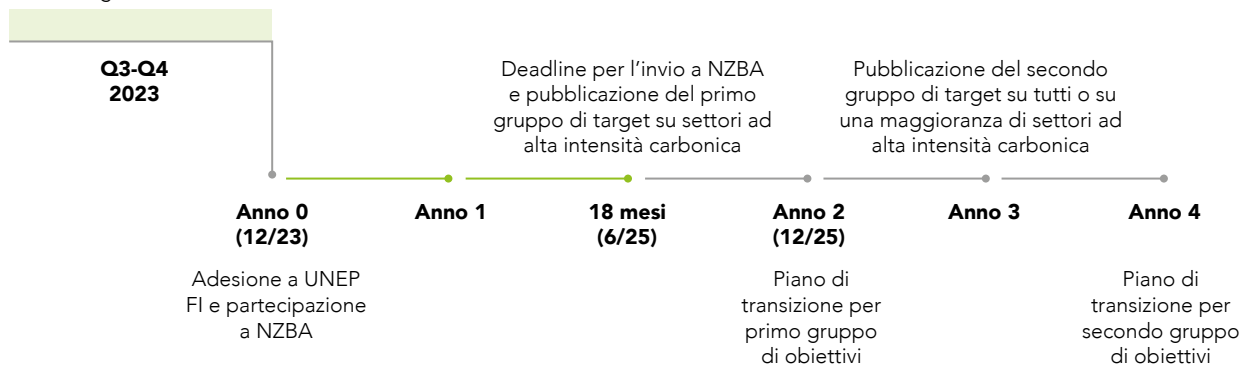 Q3-Q4
2023
Deadline per l'invio a NZBA
e pubblicazione del primo
gruppo di target su settori ad
alta intensità carbonica
Pubblicazione del secondo
gruppo di target su tutti o su
una maggioranza di settori ad
alta intensità carbonica
Anno 0
(12/23)
Anno 1
18 mesi
(6/25)
Anno 2
(12/25)
Anno 3
Anno 4
Adesione a UNEP
FI e partecipazione
a NZBA
Piano di
transizione per
primo gruppo
di obiettivi
Piano di
transizione per
secondo gruppo
di obiettivi